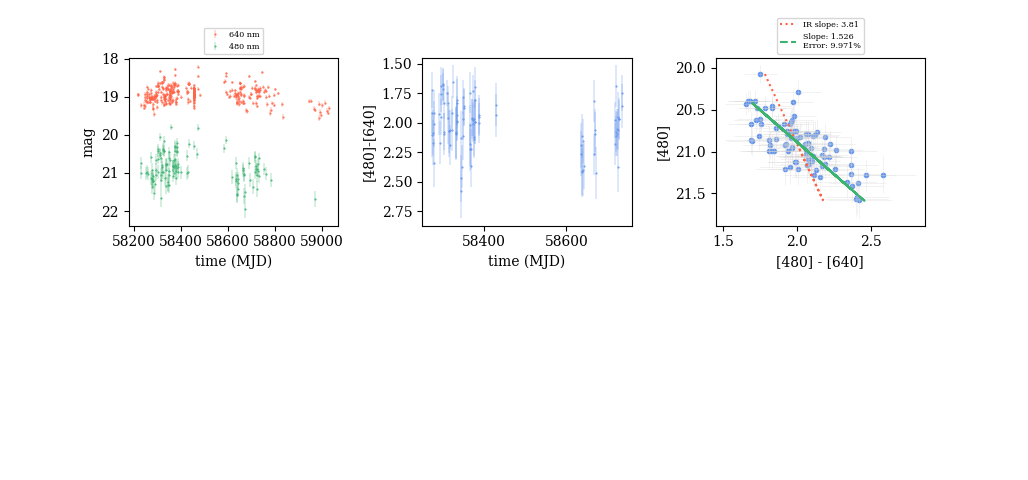 640 nm
480 nm
18
19
20
21
22
mag
58200 58400 58600 58800 59000
time (MJD)
1.50
1.75
2.00
2.25
2.50
2.75
[480]-[640]
58400 58600
time (MJD)
IR slope: 3.81
Slope: 1.526
Error: 9.971%
20.0
20.5
21.0
21.5
[480]
1.5 2.0 2.5
[480] - [640]